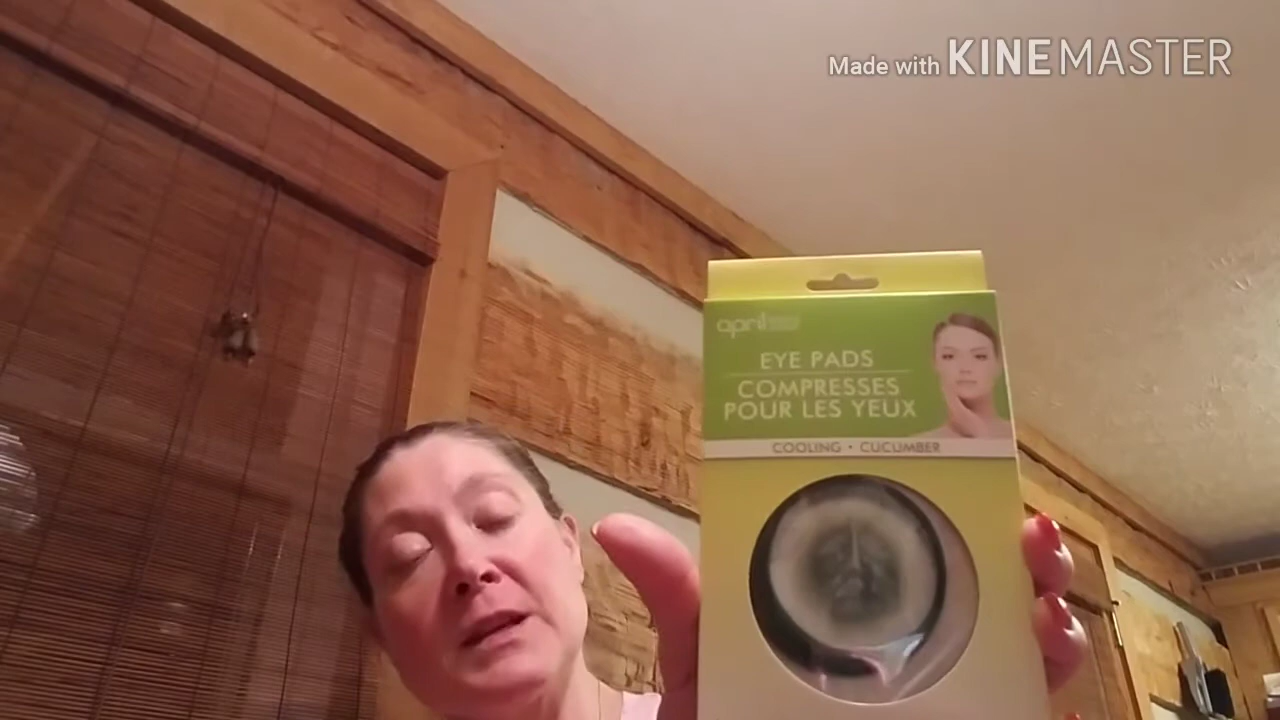 Made with KINEMASTER
april
EYE PADS
COMPRESSES
POUR LES YEUX
COOLING • CUCUMBER